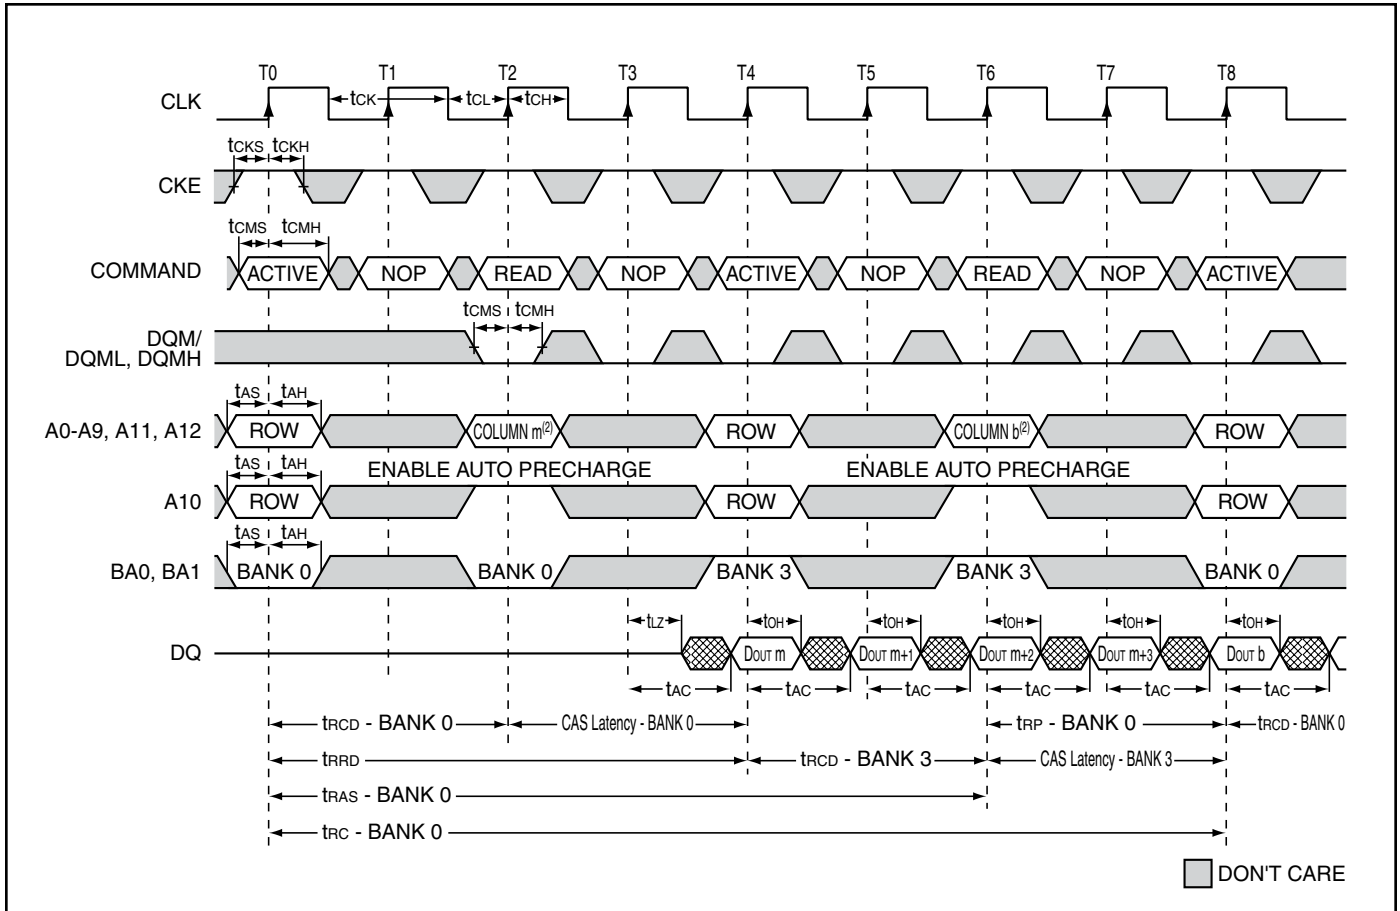 T0 T1 T2 T3 T4 T5 T6 T7 T8
CLK tCK tCL tCH
tCKS tCKH
CKE
tCMS tCMH
COMMAND ACTIVE NOP READ NOP ACTIVE NOP READ NOP ACTIVE
tCMS tCMH
DQM/
DQML, DQMH
tAS tAH
A0-A9, A11, A12 ROW COLUMN m(2) ROW COLUMN b(2) ROW
tAS tAH ENABLE AUTO PRECHARGE ENABLE AUTO PRECHARGE
A10 ROW ROW ROW
tAS tAH
BA0, BA1 BANK 0 BANK 0 BANK 3 BANK 3 BANK 0
tLZ tOH tOH tOH tOH tOH
DQ DOUT m DOUT m+1 DOUT m+2 DOUT m+3 DOUT b
tAC tAC tAC tAC tAC tAC
tRCD - BANK 0 CAS Latency - BANK 0 tRP - BANK 0 tRCD - BANK 0
tRRD tRCD - BANK 3 CAS Latency - BANK 3
tRAS - BANK 0
tRC - BANK 0
DON'T CARE